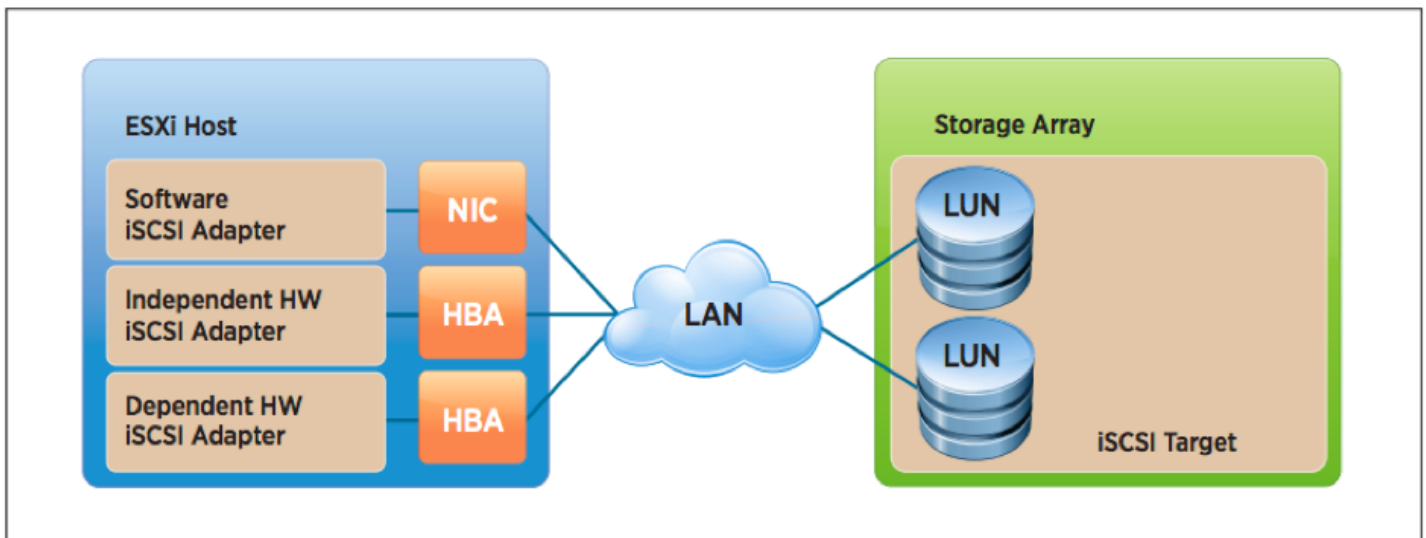 ESXi Host
Software
iSCSI Adapter
NIC
Independent HW
iSCSI Adapter
HBA
Dependent HW
iSCSI Adapter
HBA
LAN
Storage Array
LUN
LUN
iSCSI Target